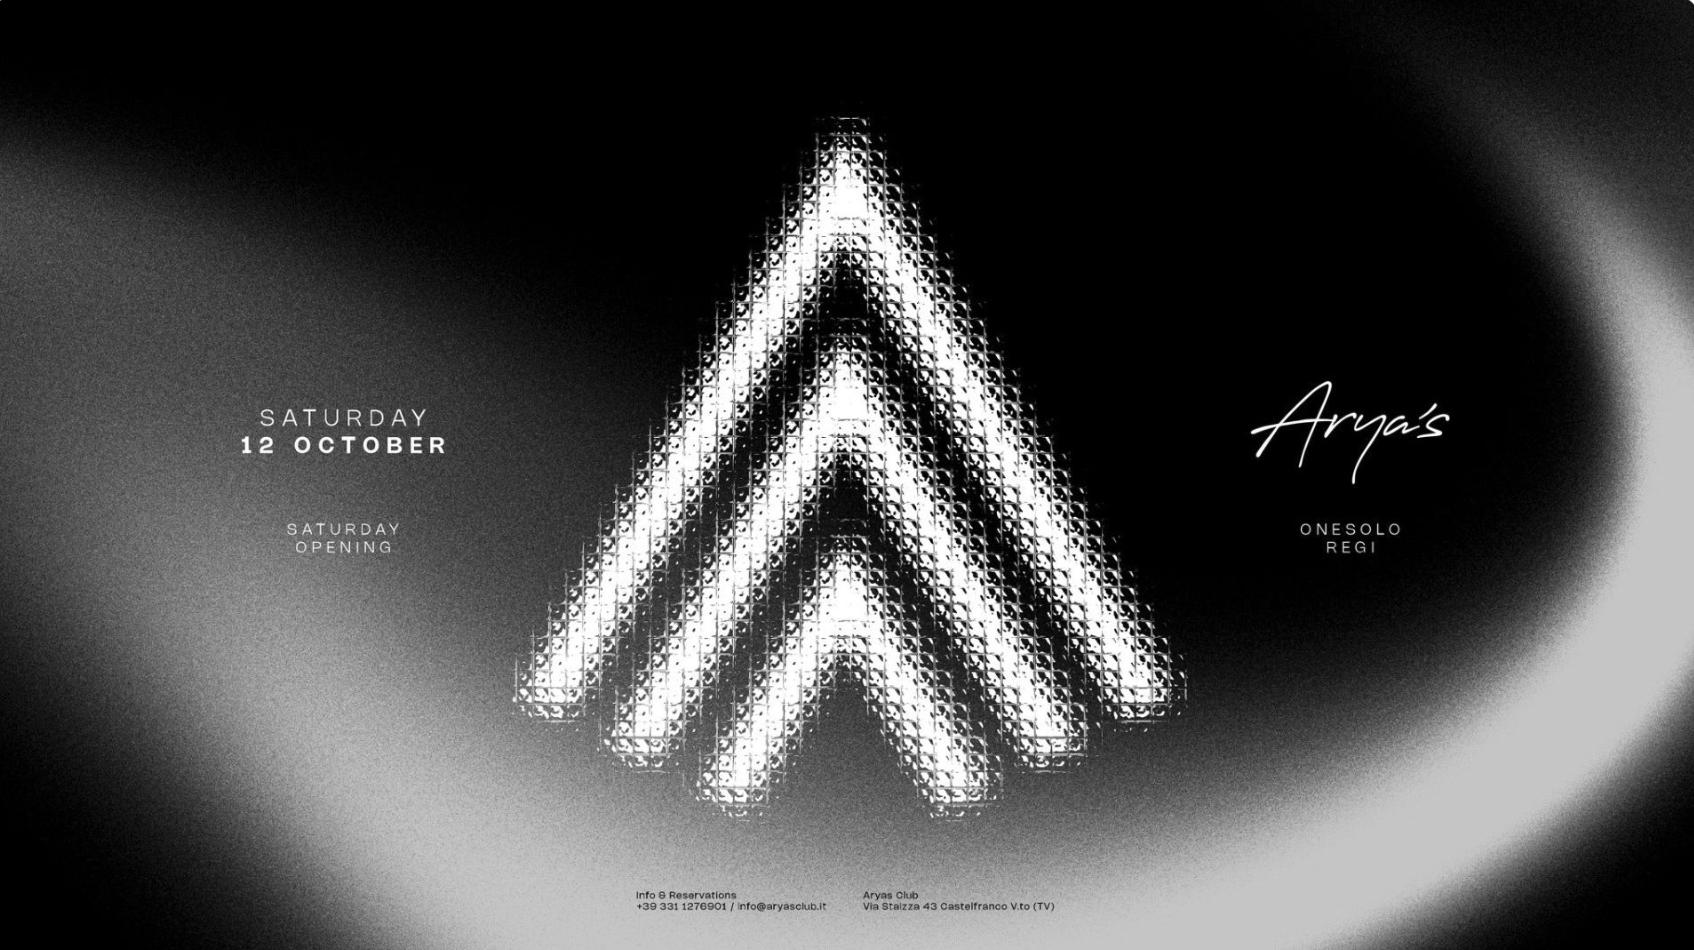 SATURDAY
12 OCTOBER
SATURDAY
OPENING
Arya's
ONESOLO
REGI
Info & Reservations
+39 331 1276901 / info@aryasclub.it
Aryas Club
Via Staizza 43 Castelfranco V.to (TV)